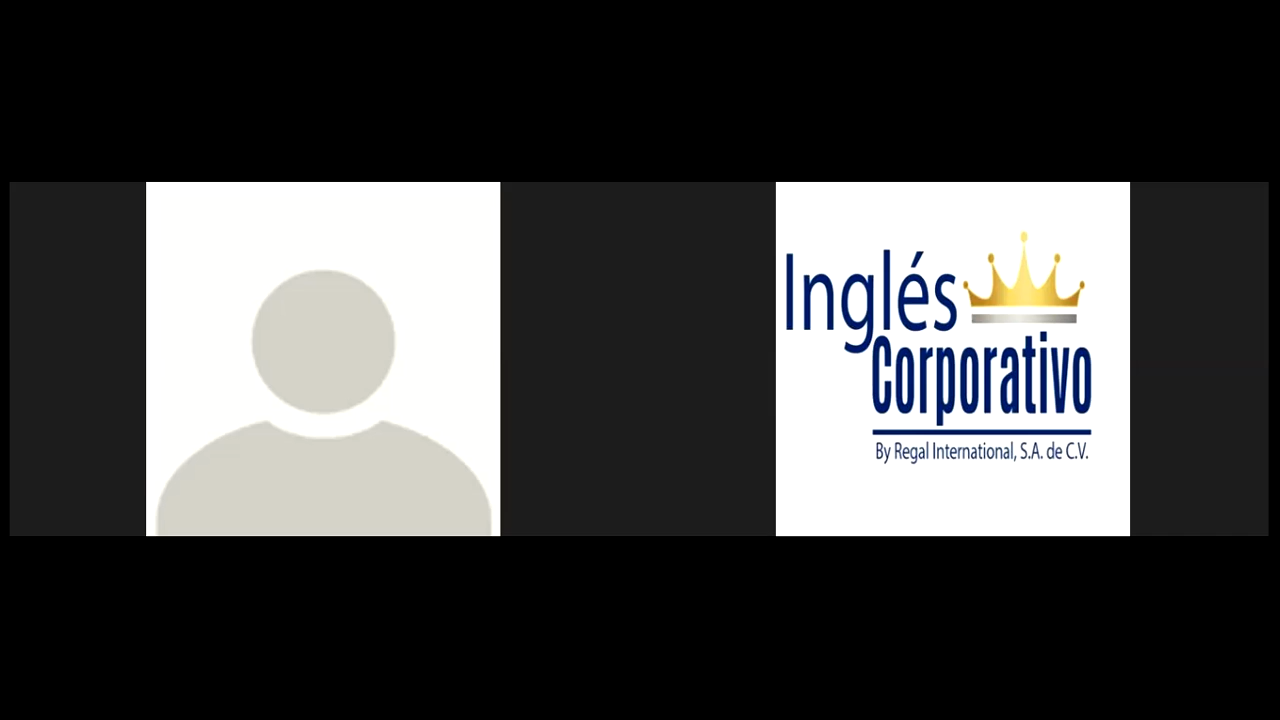 Inglés
Corporativo
By Regal International, S.A. de C.V.